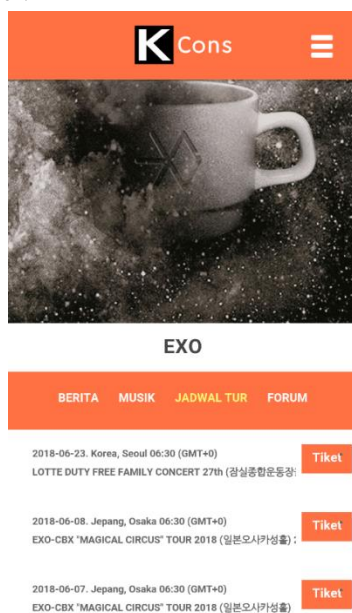 K Cons
EXO
BERITA MUSIK JADWAL TUR FORUM
2018-06-23. Korea, Seoul 06:30 (GMT+0)
LOTTE DUTY FREE FAMILY CONCERT 27th (잠실종합운동장
Tiket
2018-06-08. Jepang, Osaka 06:30 (GMT+0)
EXO-CBX "MAGICAL CIRCUS" TOUR 2018 (일본오사카성홀)
Tiket
2018-06-07. Jepang, Osaka 06:30 (GMT+0)
EXO-CBX "MAGICAL CIRCUS" TOUR 2018 (일본오사카성홀)
Tiket